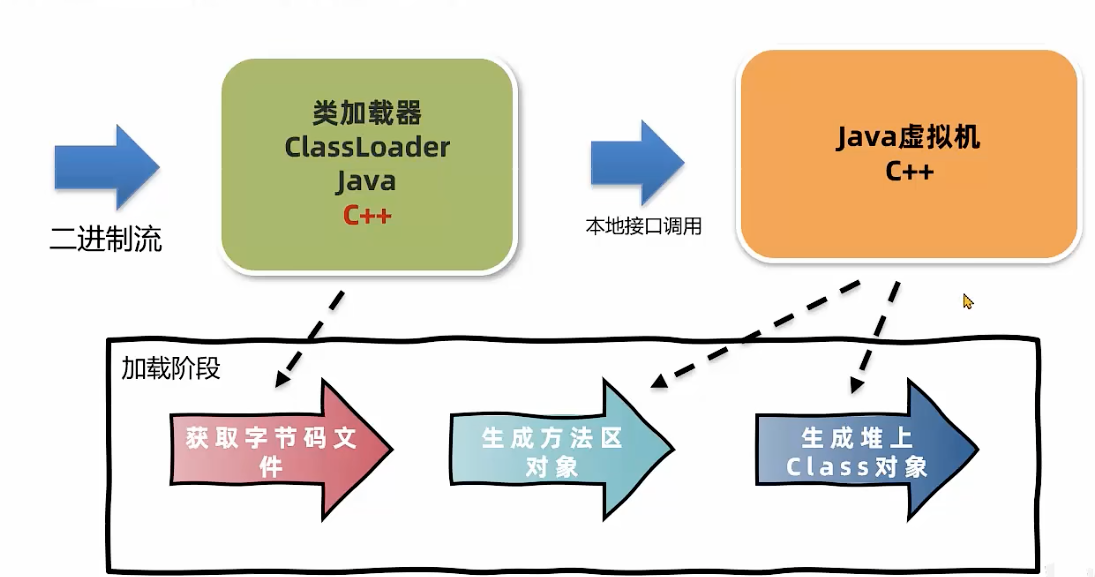 类加载器
ClassLoader
Java
C++
二进制流
本地接口调用
Java虚拟机
C++
加载阶段
获取字节码文
件
生成方法区
对象
生成堆上
Class对象